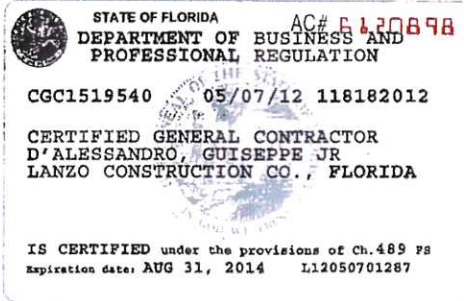 STATE OF FLORIDA
AC# 6120898
DEPARTMENT OF BUSINESS AND
PROFESSIONAL REGULATION
CGC1519540 05/07/12 118182012
CERTIFIED GENERAL CONTRACTOR
D'ALESSANDRO, GUISEPPE JR
LANZO CONSTRUCTION CO., FLORIDA
IS CERTIFIED under the provisions of Ch.489 FS
Expiration date: AUG 31, 2014 L12050701287